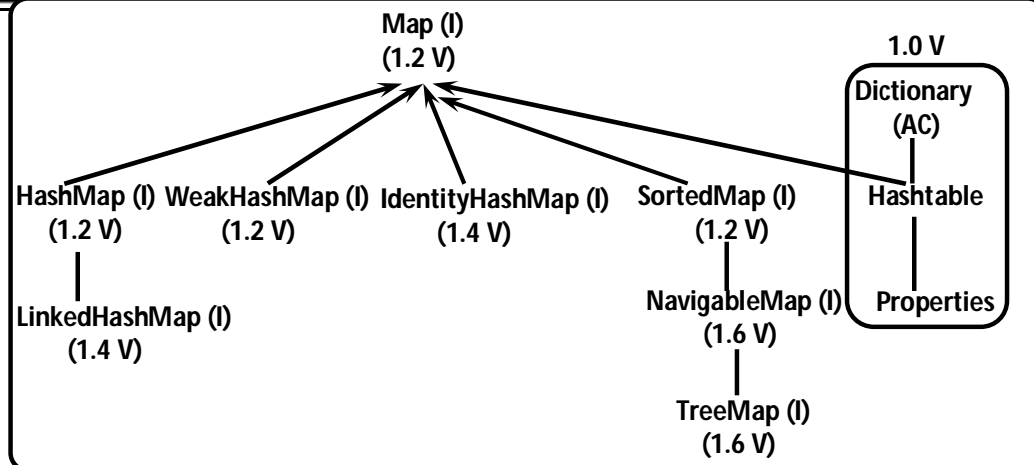 Map (I)
(1.2 V)
1.0 V
Dictionary
(AC)
HashMap (I)
(1.2 V)
WeakHashMap (I)
(1.2 V)
IdentityHashMap (I)
(1.4 V)
SortedMap (I)
(1.2 V)
Hashtable
LinkedHashMap (I)
(1.4 V)
NavigableMap (I)
(1.6 V)
Properties
TreeMap (I)
(1.6 V)